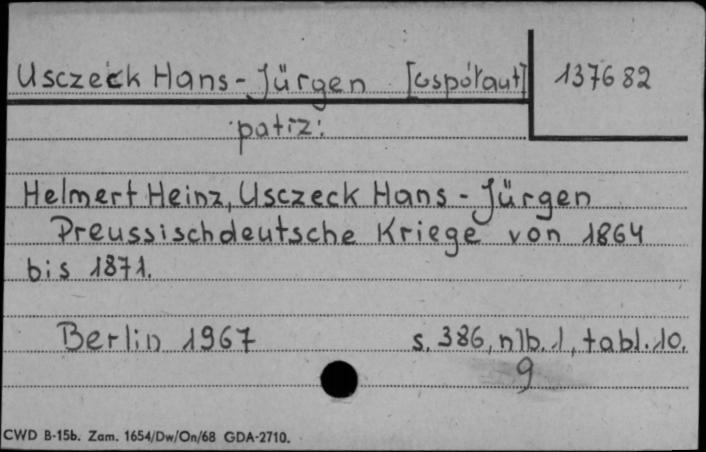 Usczeck Hans-Jürgen [współaut] 137682
patrz:
Helmert Heinz, Usczeck Hans-Jürgen
Preussischdeutsche Kriege von 1864
bis 1871.
Berlin 1967 s. 386, nlb. 1, tabl. 10.
9
CWD B-15b. Zam. 1654/Dw/On/68 GDA-2710.